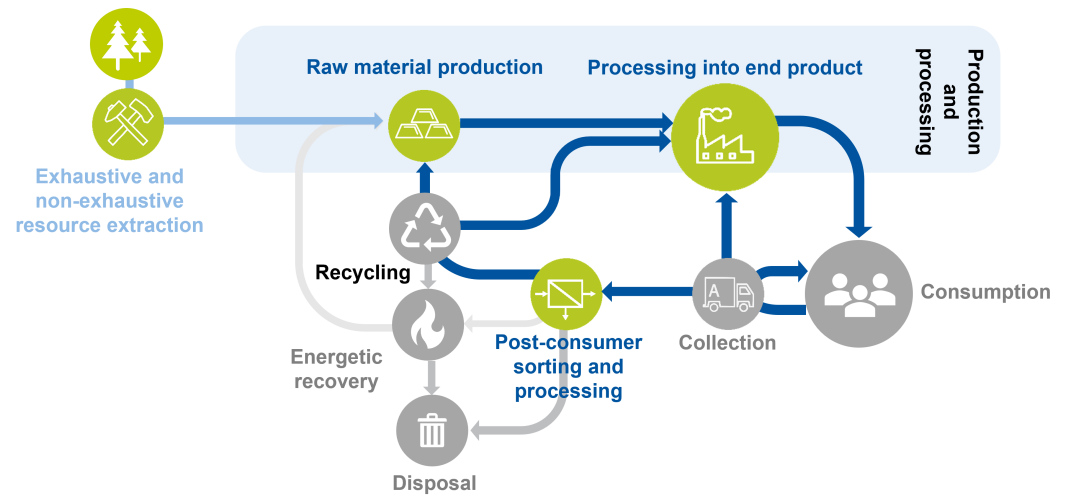 Raw material production
Processing into end product
Production
and
processing
Exhaustive and
non-exhaustive
resource extraction
Recycling
A
Consumption
Collection
Post-consumer
sorting and
processing
Energetic
recovery
Disposal